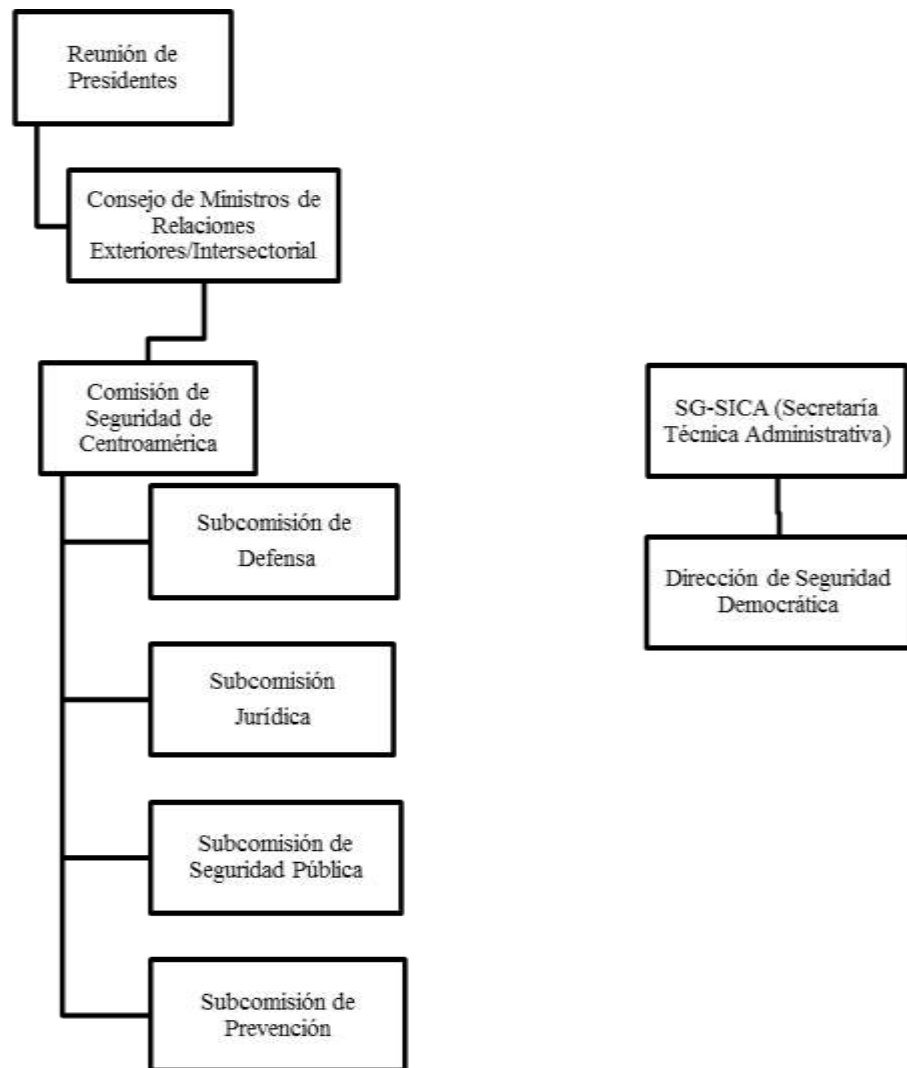 Reunión de
Presidentes
Consejo de Ministros de
Relaciones
Exteriores/Intersectorial
Comisión de
Seguridad de
Centroamérica
Subcomisión de
Defensa
Subcomisión
Jurídica
Subcomisión de
Seguridad Pública
Subcomisión de
Prevención
SG-SICA (Secretaría
Técnica Administrativa)
Dirección de Seguridad
Democrática